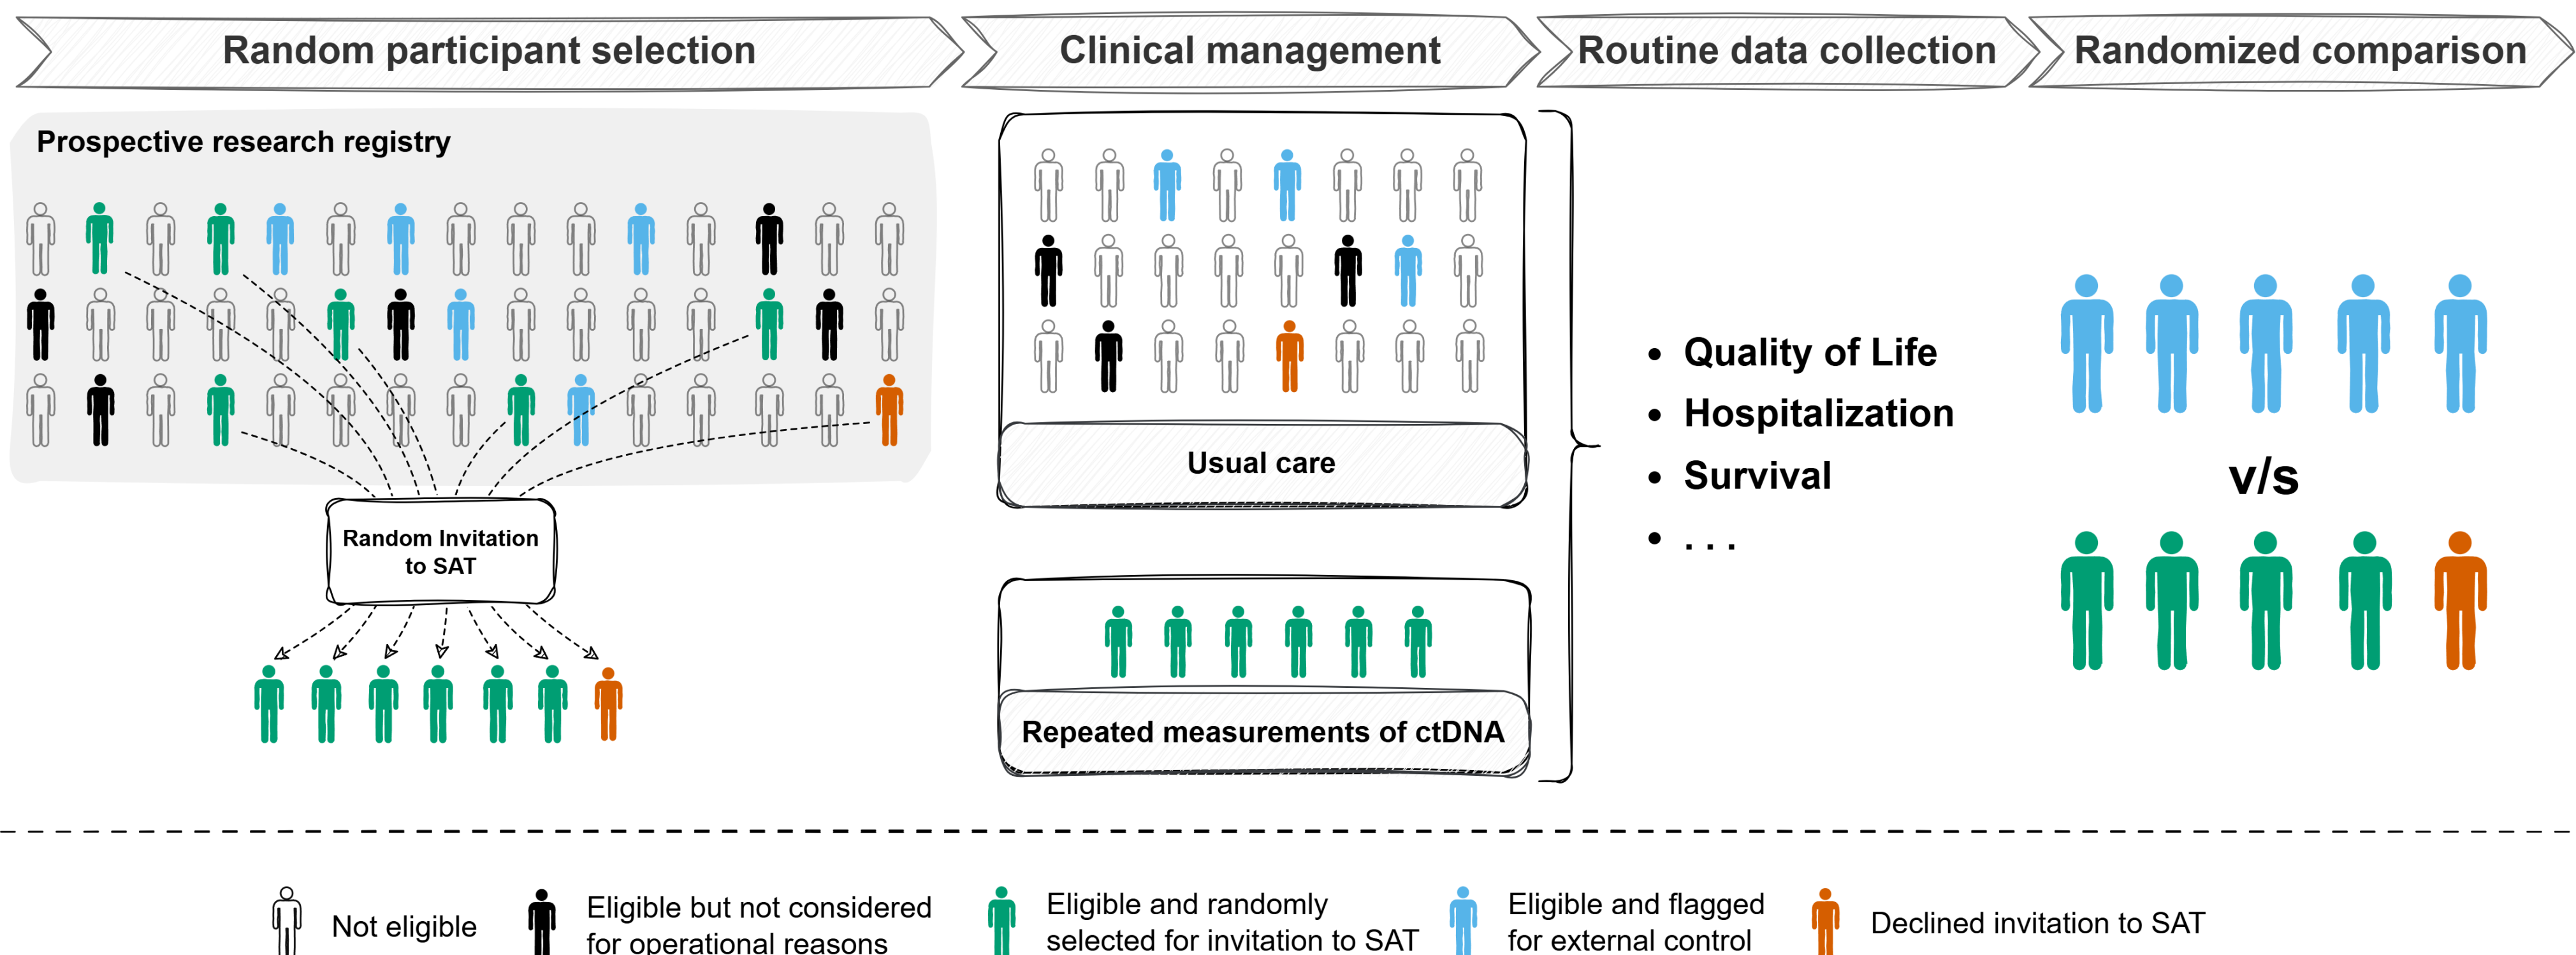 Random participant selection
Clinical management
Routine data collection
Randomized comparison
Prospective research registry
Random Invitation
to SAT
Usual care
Repeated measurements of ctDNA
• Quality of Life
• Hospitalization
• Survival
• . . .
v/s
Not eligible
Eligible but not considered
for operational reasons
Eligible and randomly
selected for invitation to SAT
Eligible and flagged
for external control
Declined invitation to SAT